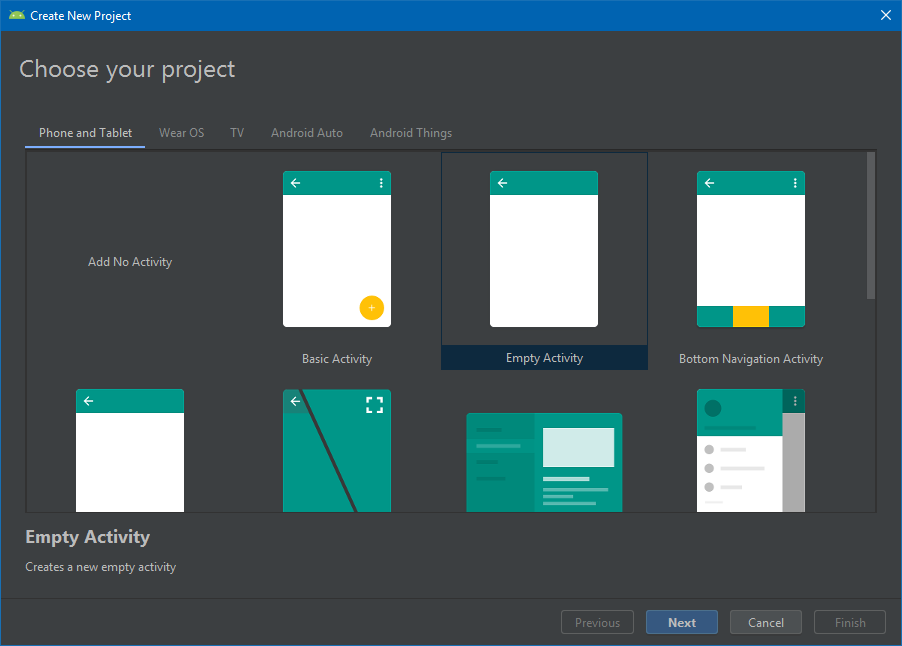 Create New Project
Choose your project
Phone and Tablet Wear OS TV Android Auto Android Things
Add No Activity
Basic Activity Empty Activity Bottom Navigation Activity
Empty Activity
Creates a new empty activity
Previous Next Cancel Finish